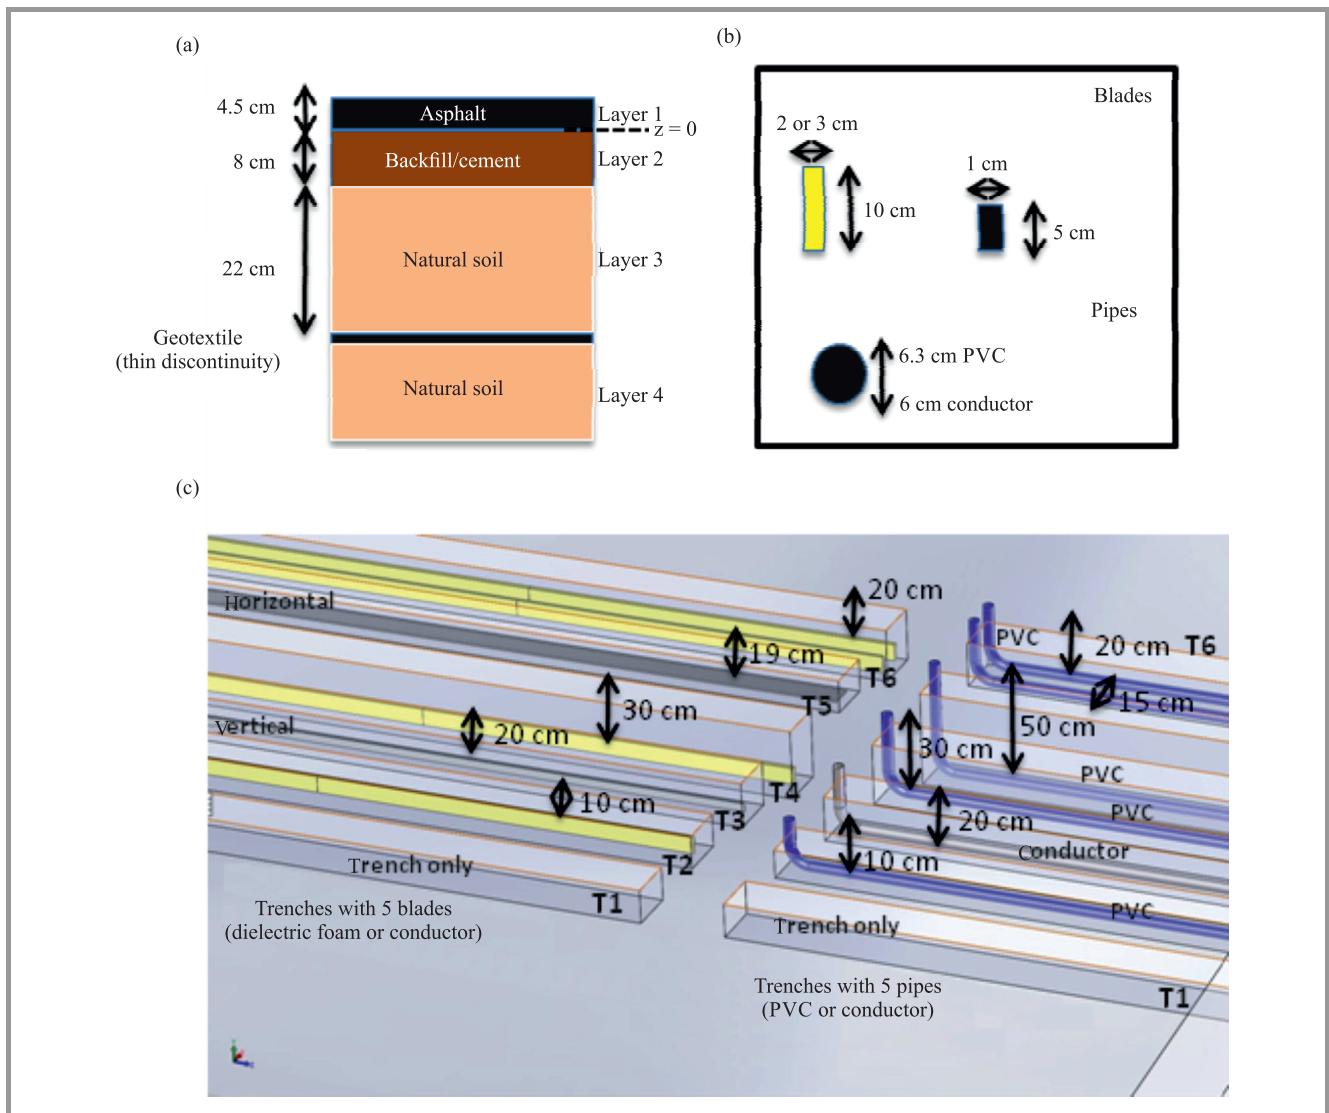 (a)
4.5 cm
Asphalt
Layer 1
z = 0
8 cm
Backfill/cement
Layer 2
22 cm
Natural soil
Layer 3
Geotextile
(thin discontinuity)
Natural soil
Layer 4
(b)
Blades
2 or 3 cm
10 cm
1 cm
5 cm
Pipes
6.3 cm PVC
6 cm conductor
(c)
Horizontal
20 cm
19 cm
T6
T5
30 cm
Vertical
20 cm
T4
10 cm
T3
T2
Trench only
T1
Trenches with 5 blades
(dielectric foam or conductor)
PVC
20 cm
T6
15 cm
50 cm
30 cm
PVC
PVC
20 cm
Conductor
10 cm
PVC
Trench only
T1
Trenches with 5 pipes
(PVC or conductor)